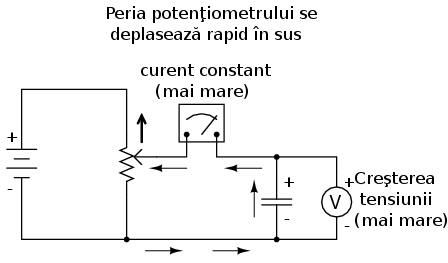 Peria potenţiometrului se
deplasează rapid în sus
curent constant
(mai mare)
+
-
+
-
V
+
-
Creşterea
tensiunii
(mai mare)